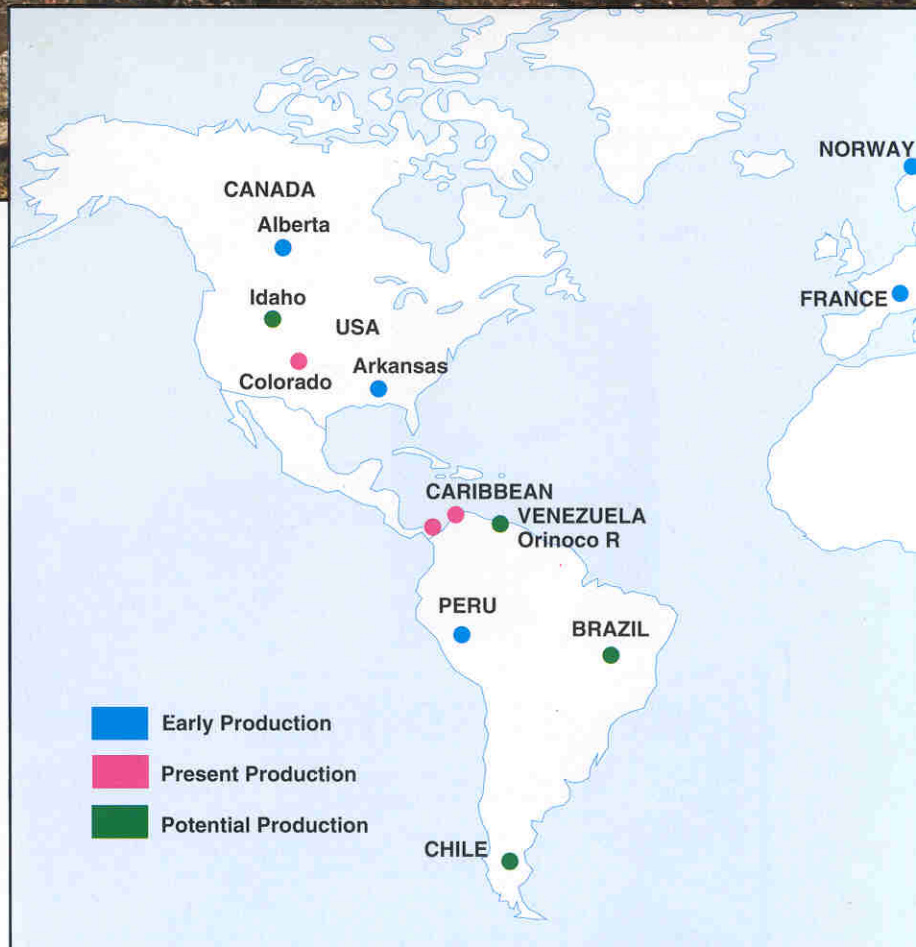 NORWAY
CANADA
Alberta
Idaho
FRANCE
USA
Arkansas
Colorado
CARIBBEAN
VENEZUELA
Orinoco R
PERU
BRAZIL
Early Production
Present Production
Potential Production
CHILE